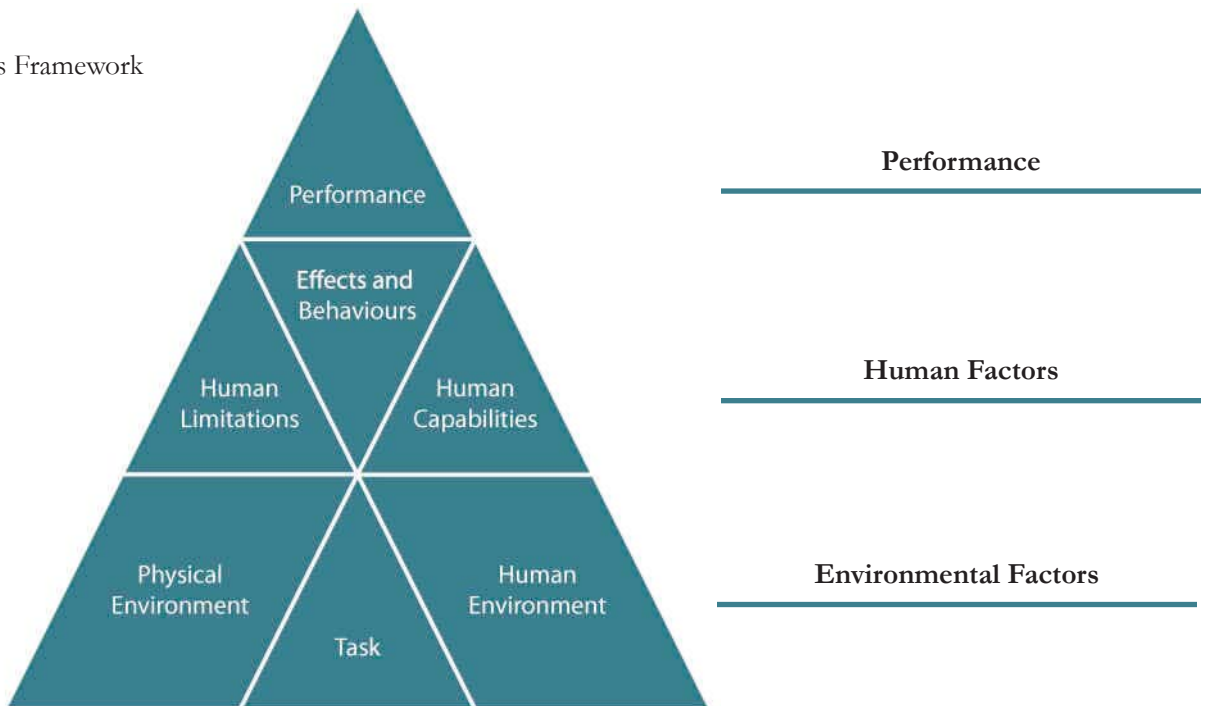 s Framework
Performance
Performance
Effects and
Behaviours
Human
Limitations
Human
Capabilities
Human Factors
Physical
Environment
Task
Human
Environment
Environmental Factors